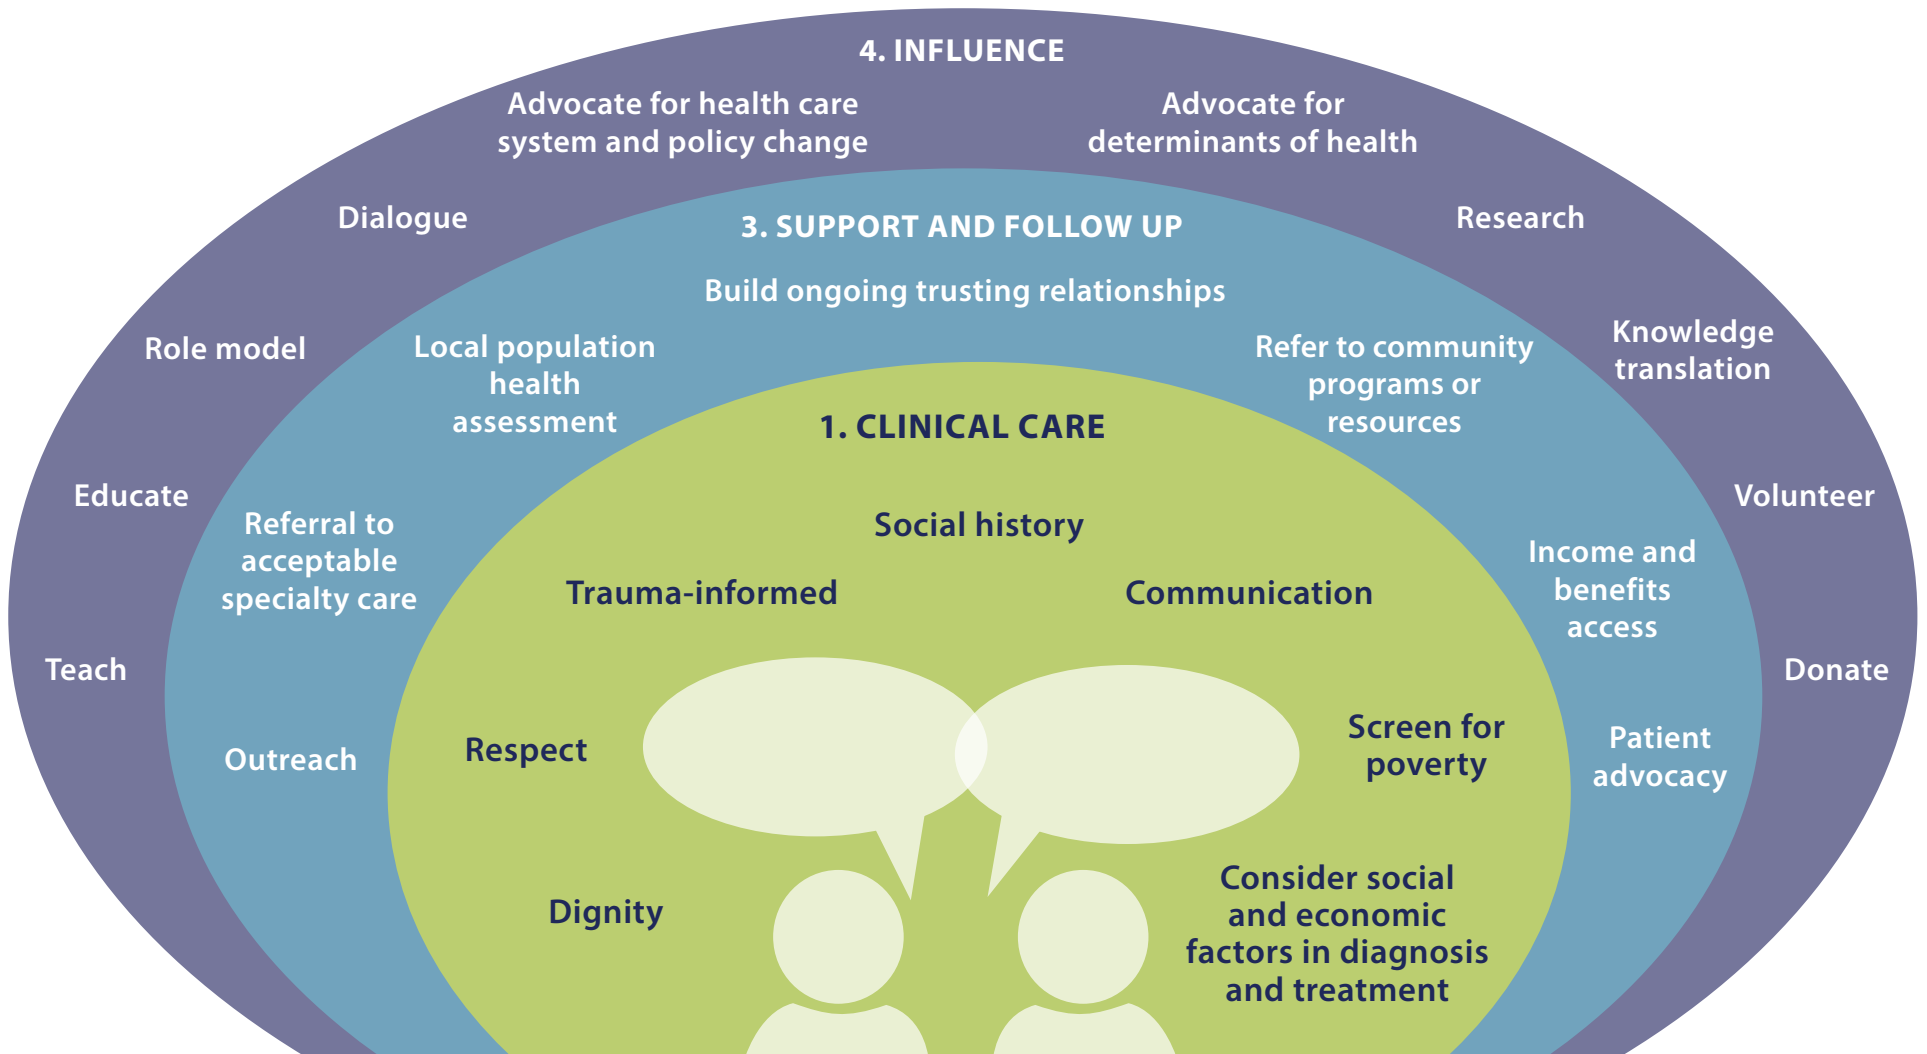 4. INFLUENCE
Advocate for health care
system and policy change
Advocate for
determinants of health
Dialogue
Research
Role model
Knowledge
translation
Educate
Volunteer
Teach
Donate
3. SUPPORT AND FOLLOW UP
Build ongoing trusting relationships
Local population
health
assessment
Refer to community
programs or
resources
Referral to
acceptable
specialty care
Income and
benefits
access
Outreach
Patient
advocacy
1. CLINICAL CARE
Social history
Trauma-informed
Communication
Respect
Screen for
poverty
Dignity
Consider social
and economic
factors in diagnosis
and treatment